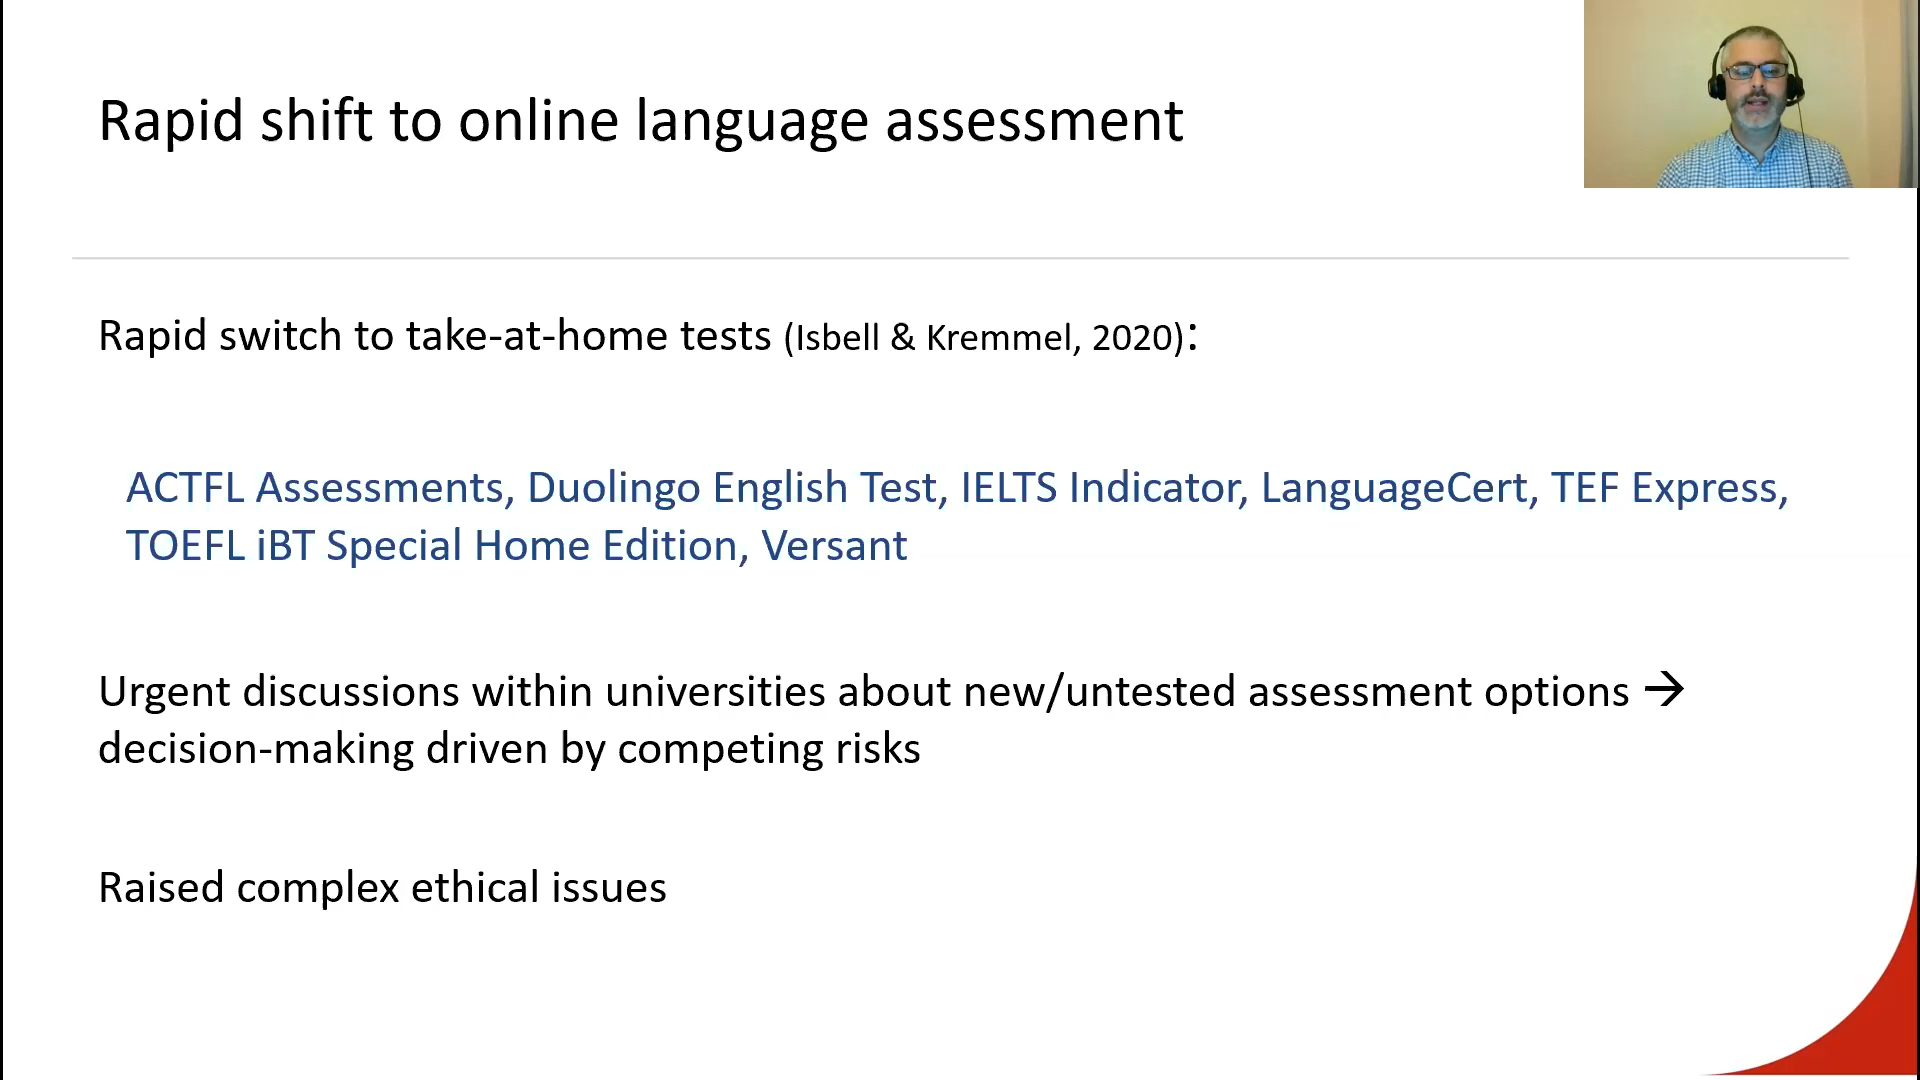 Rapid shift to online language assessment
Rapid switch to take-at-home tests (Isbell & Kremmel, 2020):
ACTFL Assessments, Duolingo English Test, IELTS Indicator, LanguageCert, TEF Express,
TOEFL iBT Special Home Edition, Versant
Urgent discussions within universities about new/untested assessment options →
decision-making driven by competing risks
Raised complex ethical issues